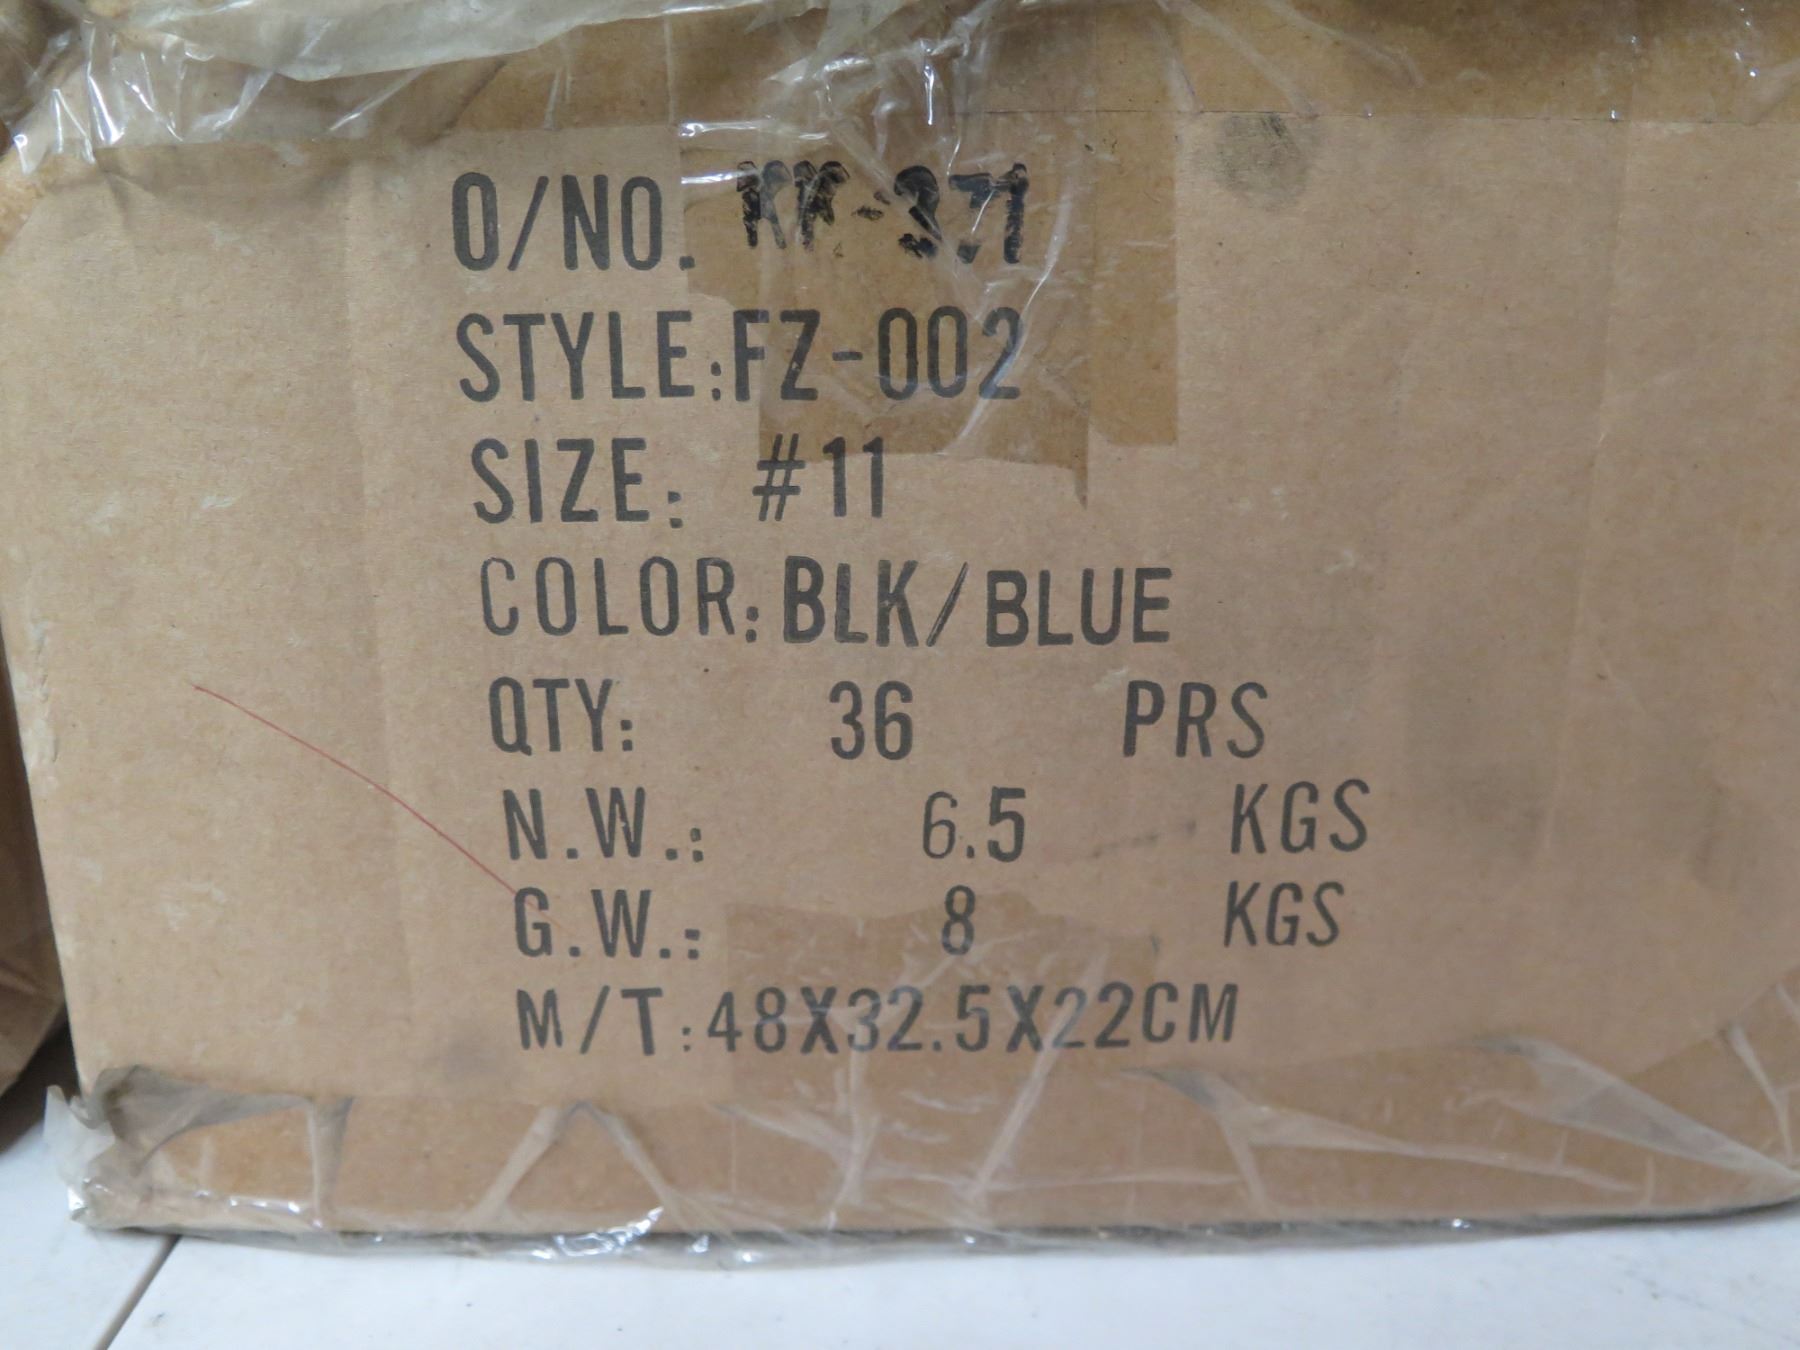 O/NO.
STYLE:FZ-002
SIZE: #11
COLOR: BLK/BLUE
QTY: 36 PRS
N.W.: 6.5 KGS
G.W.: 8 KGS
M/T:48X32.5X22CM